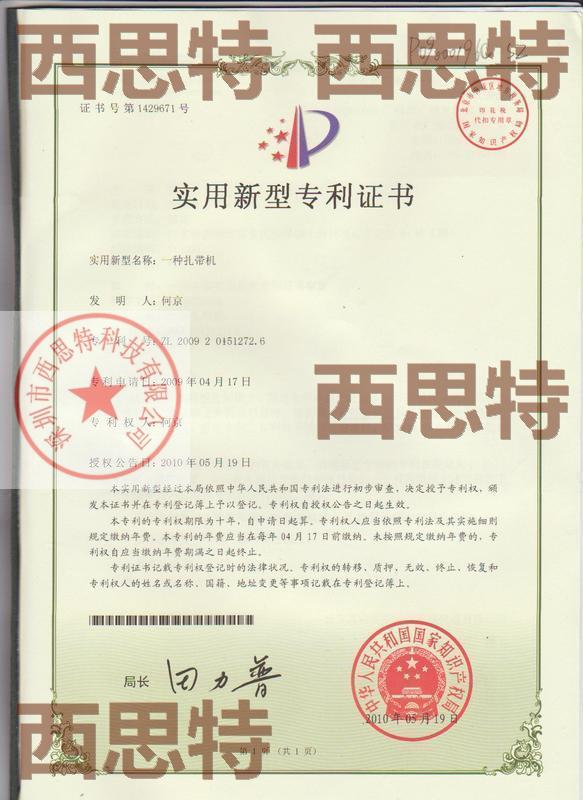 西思特
西思特
证书号第1429671号
印花税
代扣专用章
国家知识产权局
实用新型专利证书
实用新型名称：一种扎带机
发明人：何京
专利号：ZL 2009 2 0151272.6
专利申请日：2009年04月17日
西思特
专利权人：何京
深圳市西思特科技有限公司
授权公告日：2010年05月19日
本实用新型经过本局依照中华人民共和国专利法进行初步审查，决定授予专利权，颁
发本证书并在专利登记簿上予以登记。专利权自授权公告之日起生效。
本专利的专利权期限为十年，自申请日起算。专利权人应当依照专利法及其实施细则
规定缴纳年费。本专利的年费应当在每年04月17日前缴纳。未按照规定缴纳年费的，专
利权自应当缴纳年费期满之日起终止。
专利证书记载专利权登记时的法律状况。专利权的转移、质押、无效、终止、恢复和
专利权人的姓名或名称、国籍、地址变更等事项记载在专利登记簿上。
局长 田力普
中华人民共和国国家知识产权局
2010年05月19日
西思特
第1页（共1页）